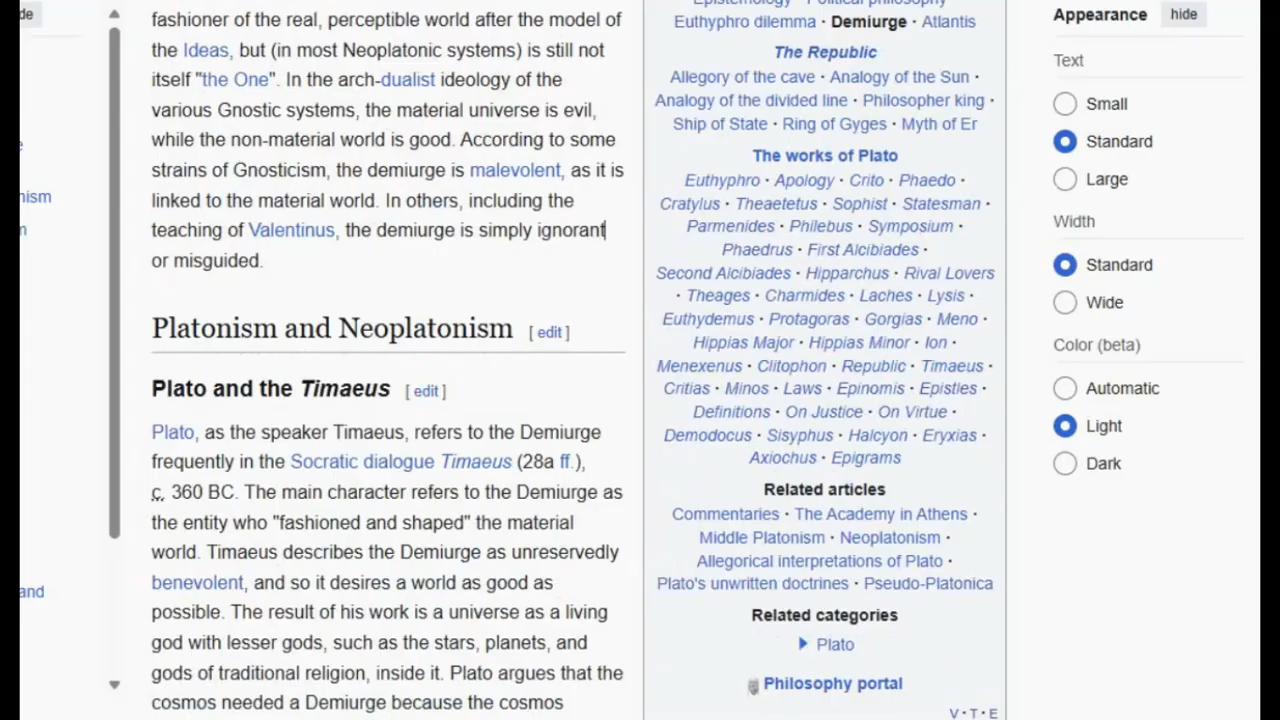 de
ism
and
fashioner of the real, perceptible world after the model of
the Ideas, but (in most Neoplatonic systems) is still not
itself "the One". In the arch-dualist ideology of the
various Gnostic systems, the material universe is evil,
while the non-material world is good. According to some
strains of Gnosticism, the demiurge is malevolent, as it is
linked to the material world. In others, including the
teaching of Valentinus, the demiurge is simply ignorant
or misguided.
Platonism and Neoplatonism [ edit ]
Plato and the Timaeus [ edit ]
Plato, as the speaker Timaeus, refers to the Demiurge
frequently in the Socratic dialogue Timaeus (28a ff.),
c. 360 BC. The main character refers to the Demiurge as
the entity who "fashioned and shaped" the material
world. Timaeus describes the Demiurge as unreservedly
benevolent, and so it desires a world as good as
possible. The result of his work is a universe as a living
god with lesser gods, such as the stars, planets, and
gods of traditional religion, inside it. Plato argues that the
cosmos needed a Demiurge because the cosmos
Epistemology · Political philosophy
Euthyphro dilemma · Demiurge · Atlantis
The Republic
Allegory of the cave · Analogy of the Sun ·
Analogy of the divided line · Philosopher king ·
Ship of State · Ring of Gyges · Myth of Er
The works of Plato
Euthyphro · Apology · Crito · Phaedo ·
Cratylus · Theaetetus · Sophist · Statesman ·
Parmenides · Philebus · Symposium ·
Phaedrus · First Alcibiades ·
Second Alcibiades · Hipparchus · Rival Lovers
· Theages · Charmides · Laches · Lysis ·
Euthydemus · Protagoras · Gorgias · Meno ·
Hippias Major · Hippias Minor · Ion ·
Menexenus · Clitophon · Republic · Timaeus ·
Critias · Minos · Laws · Epinomis · Epistles ·
Definitions · On Justice · On Virtue ·
Demodocus · Sisyphus · Halcyon · Eryxias ·
Axiochus · Epigrams
Related articles
Commentaries · The Academy in Athens ·
Middle Platonism · Neoplatonism ·
Allegorical interpretations of Plato ·
Plato's unwritten doctrines · Pseudo-Platonica
Related categories
Plato
Philosophy portal
V · T · E
Appearance hide
Text
Small
Standard
Large
Width
Standard
Wide
Color (beta)
Automatic
Light
Dark